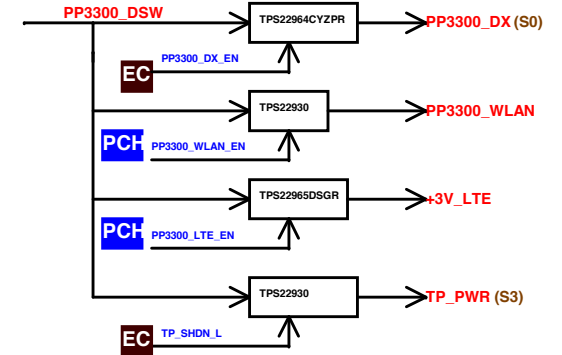 PP3300_DSW
TPS22964CYZPR
PP3300_DX (S0)
PP3300_DX_EN
EC
TPS22930
PP3300_WLAN
PCH
PP3300_WLAN_EN
TPS22965DSGR
+3V_LTE
PCH
PP3300_LTE_EN
TPS22930
TP_PWR (S3)
EC
TP_SHDN_L